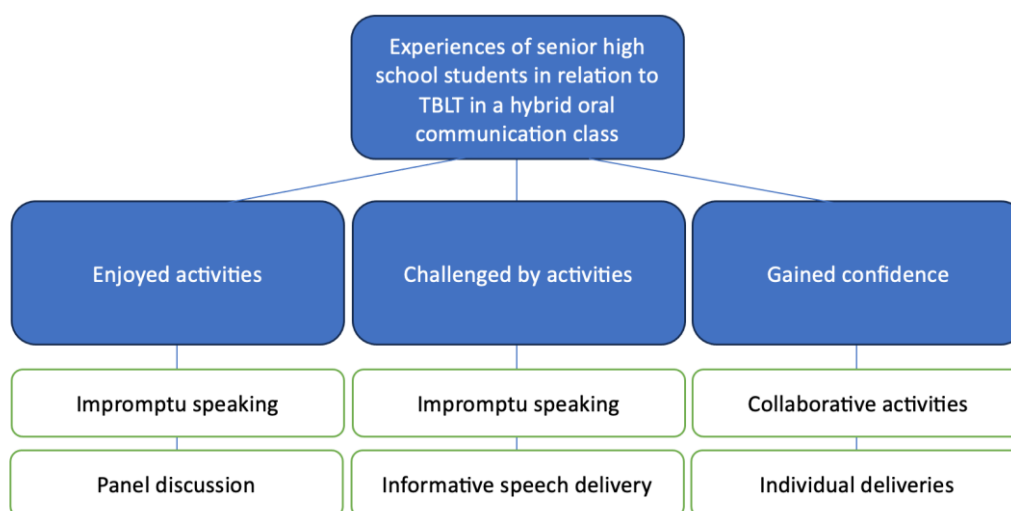 Experiences of senior high
school students in relation to
TBLT in a hybrid oral
communication class
Enjoyed activities
Challenged by activities
Gained confidence
Impromptu speaking
Impromptu speaking
Collaborative activities
Panel discussion
Informative speech delivery
Individual deliveries